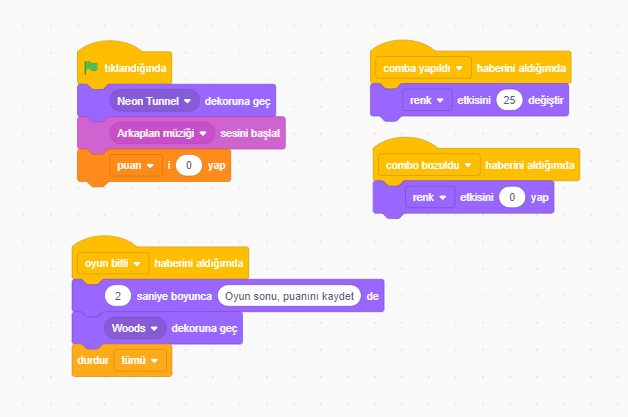 tıklandığında
Neon Tunnel dekoruna geç
Arkaplan müziği sesini başlat
puan i 0 yap
comba yapıldı haberini aldığımda
renk etkisini 25 değiştir
combo bozuldu haberini aldığımda
renk etkisini 0 yap
oyun bitti haberini aldığımda
2 saniye boyunca Oyun sonu, puanını kaydet de
Woods dekoruna geç
durdur tümü